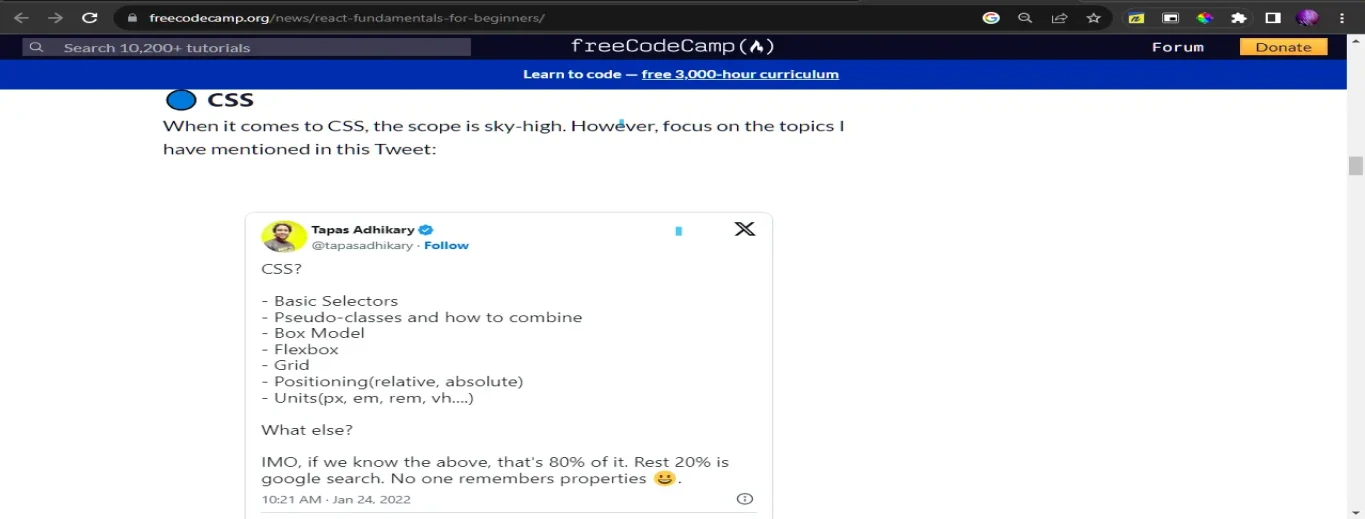 freecodecamp.org/news/react-fundamentals-for-beginners/
Search 10,200+ tutorials
freeCodeCamp(🔥)
Forum
Donate
Learn to code — free 3,000-hour curriculum
CSS
When it comes to CSS, the scope is sky-high. However, focus on the topics I
have mentioned in this Tweet:
Tapas Adhikary
@tapasadhikary · Follow
CSS?
- Basic Selectors
- Pseudo-classes and how to combine
- Box Model
- Flexbox
- Grid
- Positioning(relative, absolute)
- Units(px, em, rem, vh....)
What else?
IMO, if we know the above, that's 80% of it. Rest 20% is
google search. No one remembers properties 😀.
10:21 AM · Jan 24, 2022